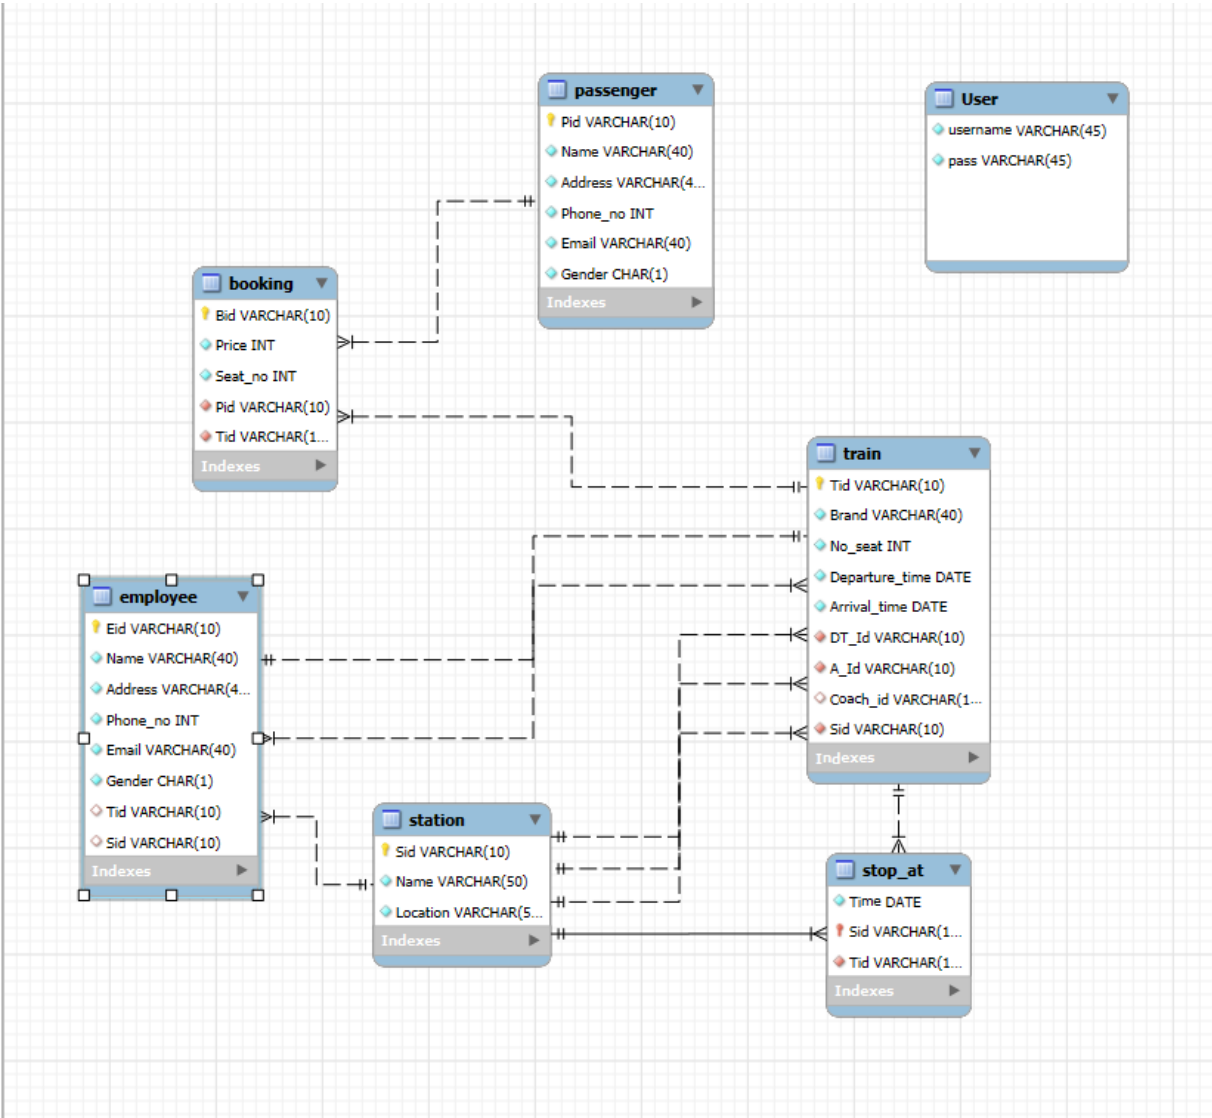 passenger
Pid VARCHAR(10)
Name VARCHAR(40)
Address VARCHAR(4...
Phone_no INT
Email VARCHAR(40)
Gender CHAR(1)
Indexes
User
username VARCHAR(45)
pass VARCHAR(45)
booking
Bid VARCHAR(10)
Price INT
Seat_no INT
Pid VARCHAR(10)
Tid VARCHAR(1...
Indexes
train
Tid VARCHAR(10)
Brand VARCHAR(40)
No_seat INT
Departure_time DATE
Arrival_time DATE
DT_Id VARCHAR(10)
A_Id VARCHAR(10)
Coach_id VARCHAR(1...
Sid VARCHAR(10)
Indexes
employee
Eid VARCHAR(10)
Name VARCHAR(40)
Address VARCHAR(4...
Phone_no INT
Email VARCHAR(40)
Gender CHAR(1)
Tid VARCHAR(10)
Sid VARCHAR(10)
Indexes
station
Sid VARCHAR(10)
Name VARCHAR(50)
Location VARCHAR(5...
Indexes
stop_at
Time DATE
Sid VARCHAR(1...
Tid VARCHAR(1...
Indexes